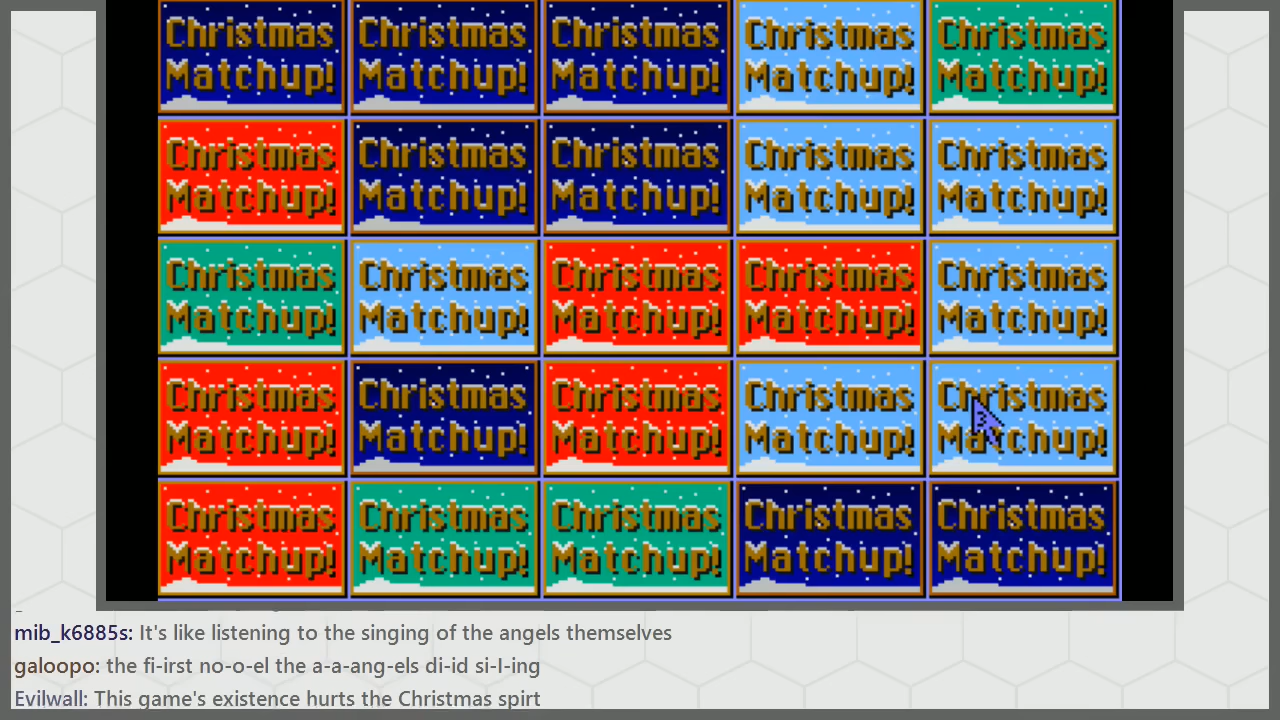 Christmas Christmas Christmas Christmas Christmas
Matchup! Matchup! Matchup! Matchup! Matchup!
Christmas Christmas Christmas Christmas Christmas
Matchup! Matchup! Matchup! Matchup! Matchup!
Christmas Christmas Christmas Christmas Christmas
Matchup! Matchup! Matchup! Matchup! Matchup!
Christmas Christmas Christmas Christmas Christmas
Matchup! Matchup! Matchup! Matchup! Matchup!
Christmas Christmas Christmas Christmas Christmas
Matchup! Matchup! Matchup! Matchup! Matchup!
mib_k6885s: It's like listening to the singing of the angels themselves
galoopo: the fi-irst no-o-el the a-a-ang-els di-id si-I-ing
Evilwall: This game's existence hurts the Christmas spirt